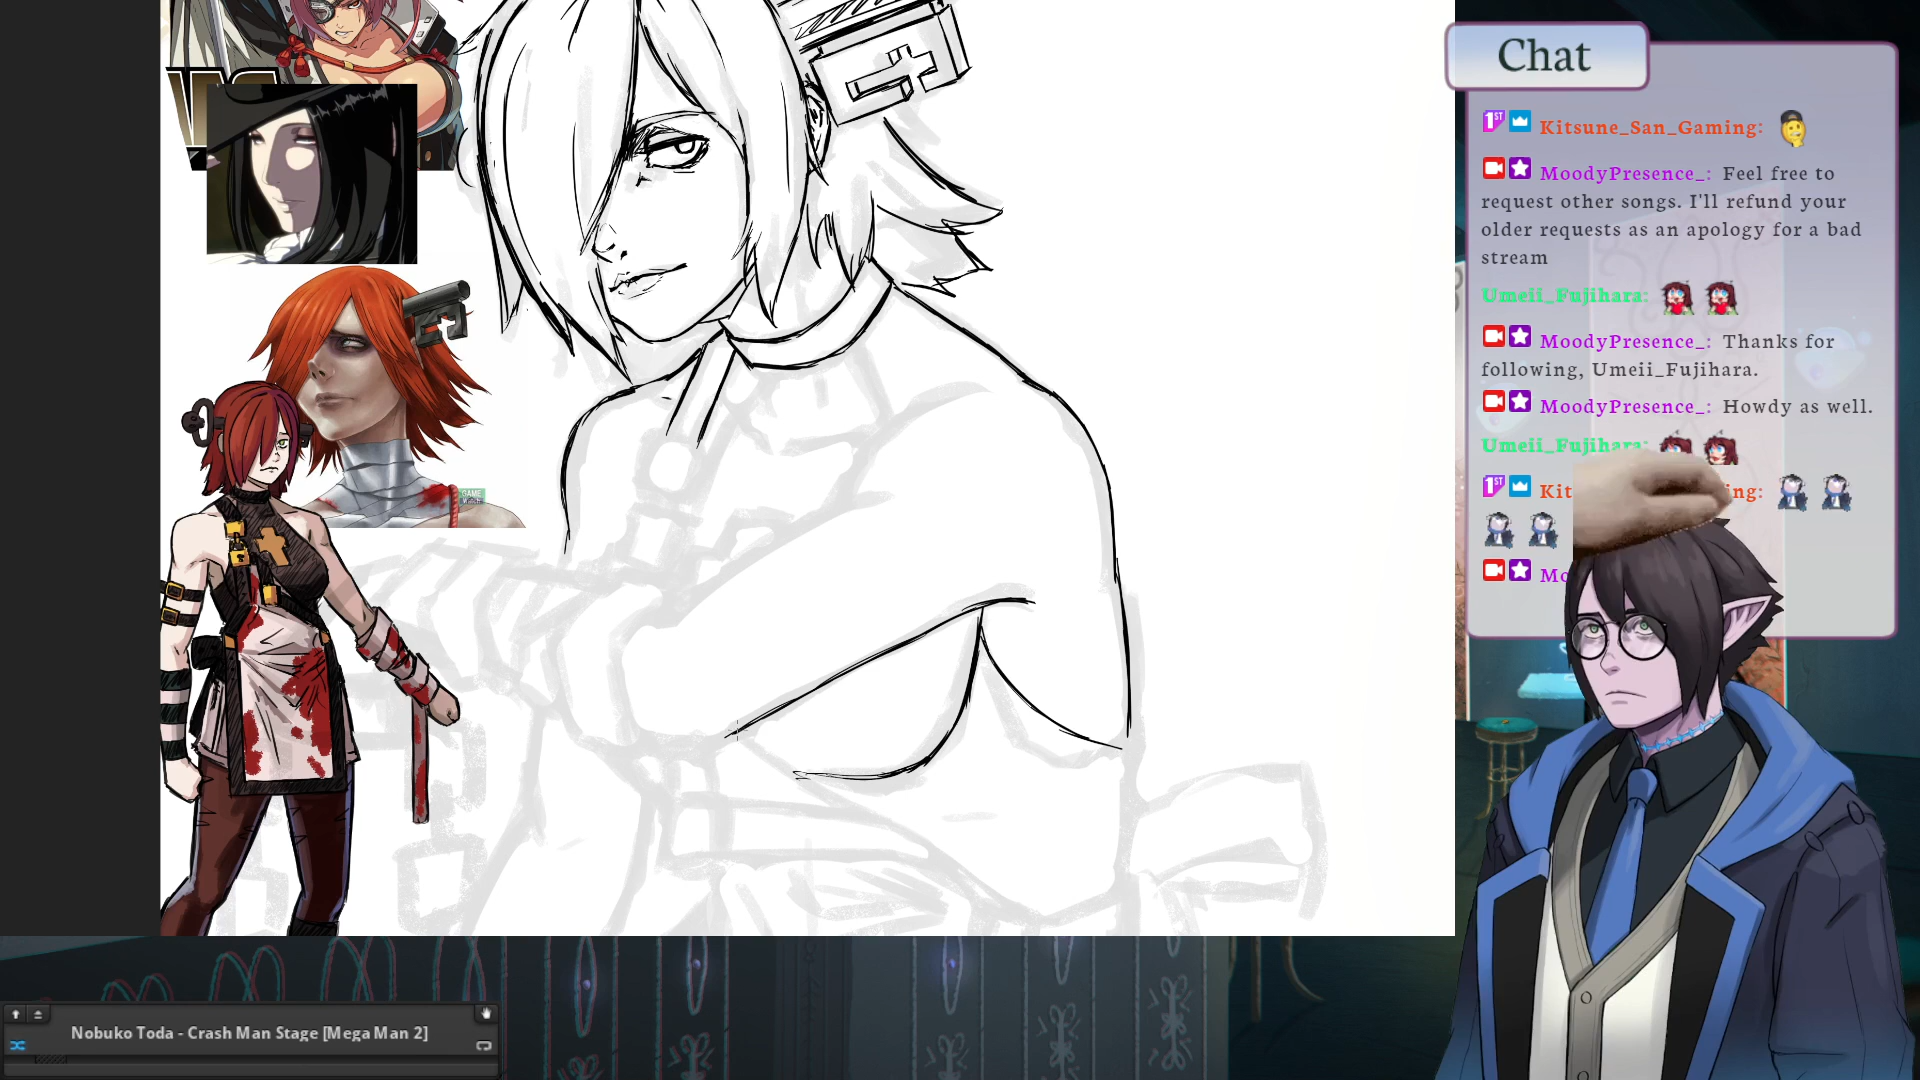 Chat
Kitsune_San_Gaming:
MoodyPresence_: Feel free to
request other songs. I'll refund your
older requests as an apology for a bad
stream
Umeii_Fujihara:
MoodyPresence_: Thanks for
following, Umeii_Fujihara.
MoodyPresence_: Howdy as well.
Umeii_Fujihara:
Kit ing:
Mo
GAME
Nobuko Toda - Crash Man Stage [Mega Man 2]